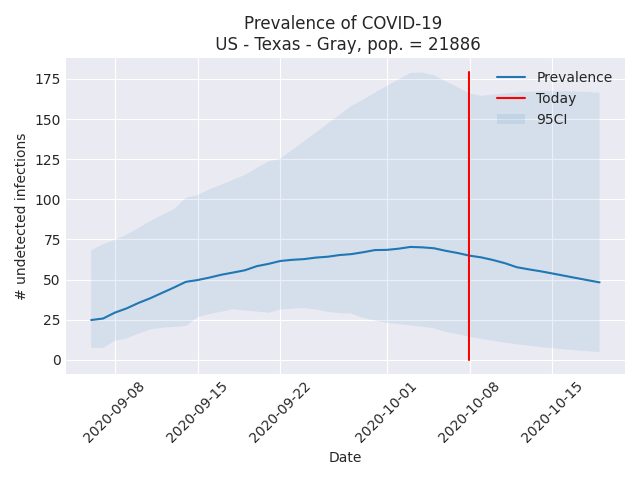 Prevalence of COVID-19
US - Texas - Gray, pop. = 21886
Prevalence
Today
95CI
# undetected infections
175
150
125
100
75
50
25
0
2020-09-08
2020-09-15
2020-09-22
2020-10-01
2020-10-08
2020-10-15
Date